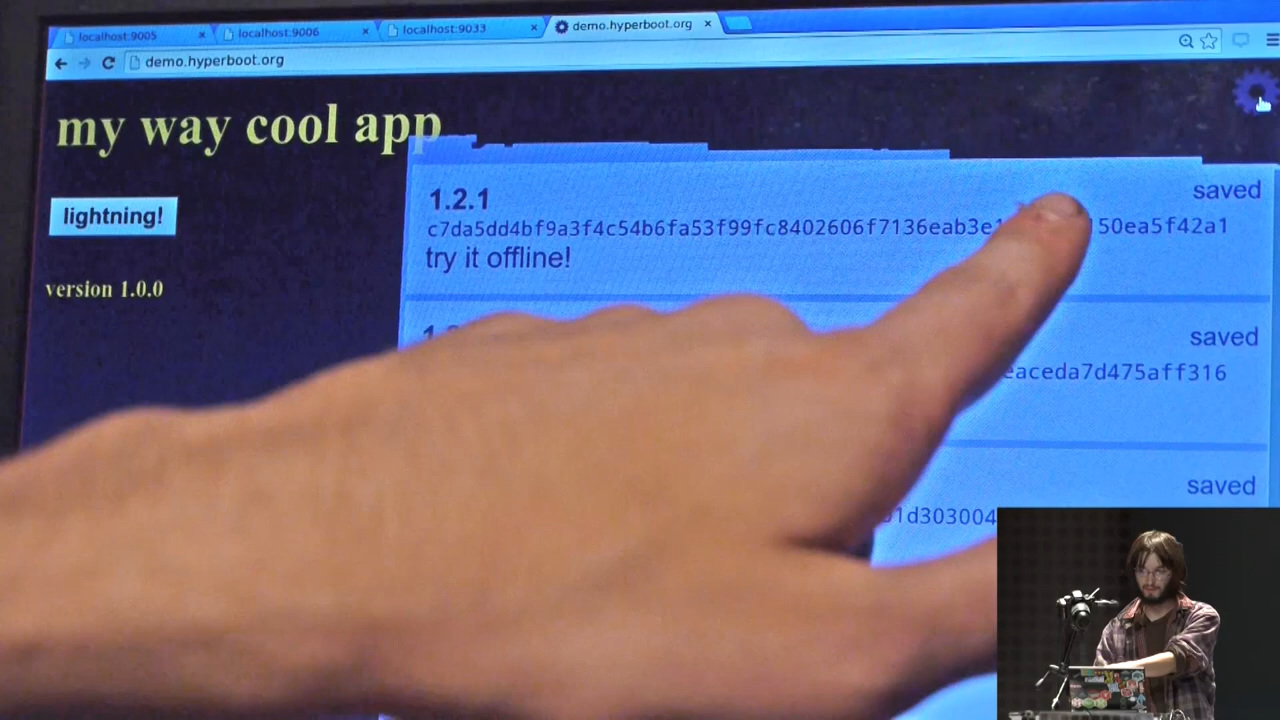 localhost:9005
localhost:9006
localhost:9033
demo.hyperboot.org
demo.hyperboot.org
my way cool app
lightning!
version 1.0.0
1.2.1
saved
c7da5dd4bf9a3f4c54b6fa53f99fc8402606f7136eab3e 50ea5f42a1
try it offline!
saved
eaceda7d475aff316
saved
1d303004